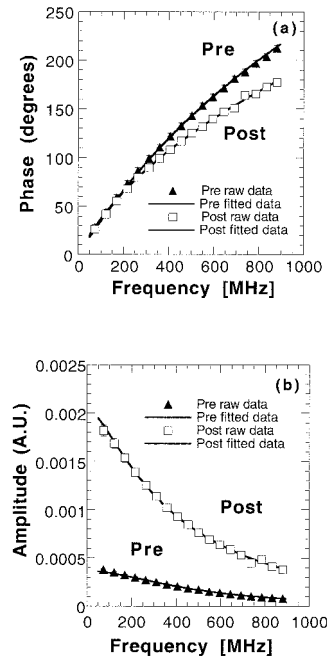 (a)
250
200
150
100
50
0
Phase (degrees)
Pre
Post
Pre raw data
Pre fitted data
Post raw data
Post fitted data
0 200 400 600 800 1000
Frequency [MHz]
(b)
0.0025
0.002
0.0015
0.001
0.0005
0
Amplitude (A.U.)
Pre raw data
Pre fitted data
Post raw data
Post fitted data
Post
Pre
0 200 400 600 800 1000
Frequency [MHz]